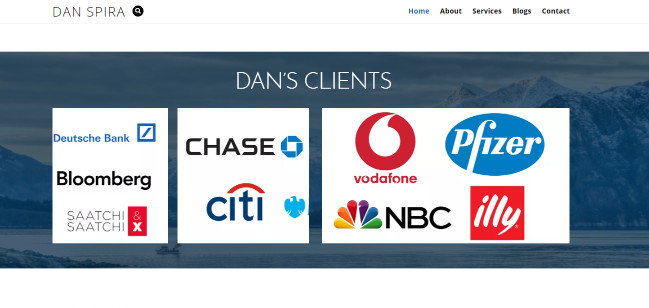 DAN SPIRA
Home About Services Blogs Contact
DAN'S CLIENTS
Deutsche Bank
Bloomberg
SAATCHI &
SAATCHI X
CHASE
citi
vodafone
Pfizer
NBC
illy